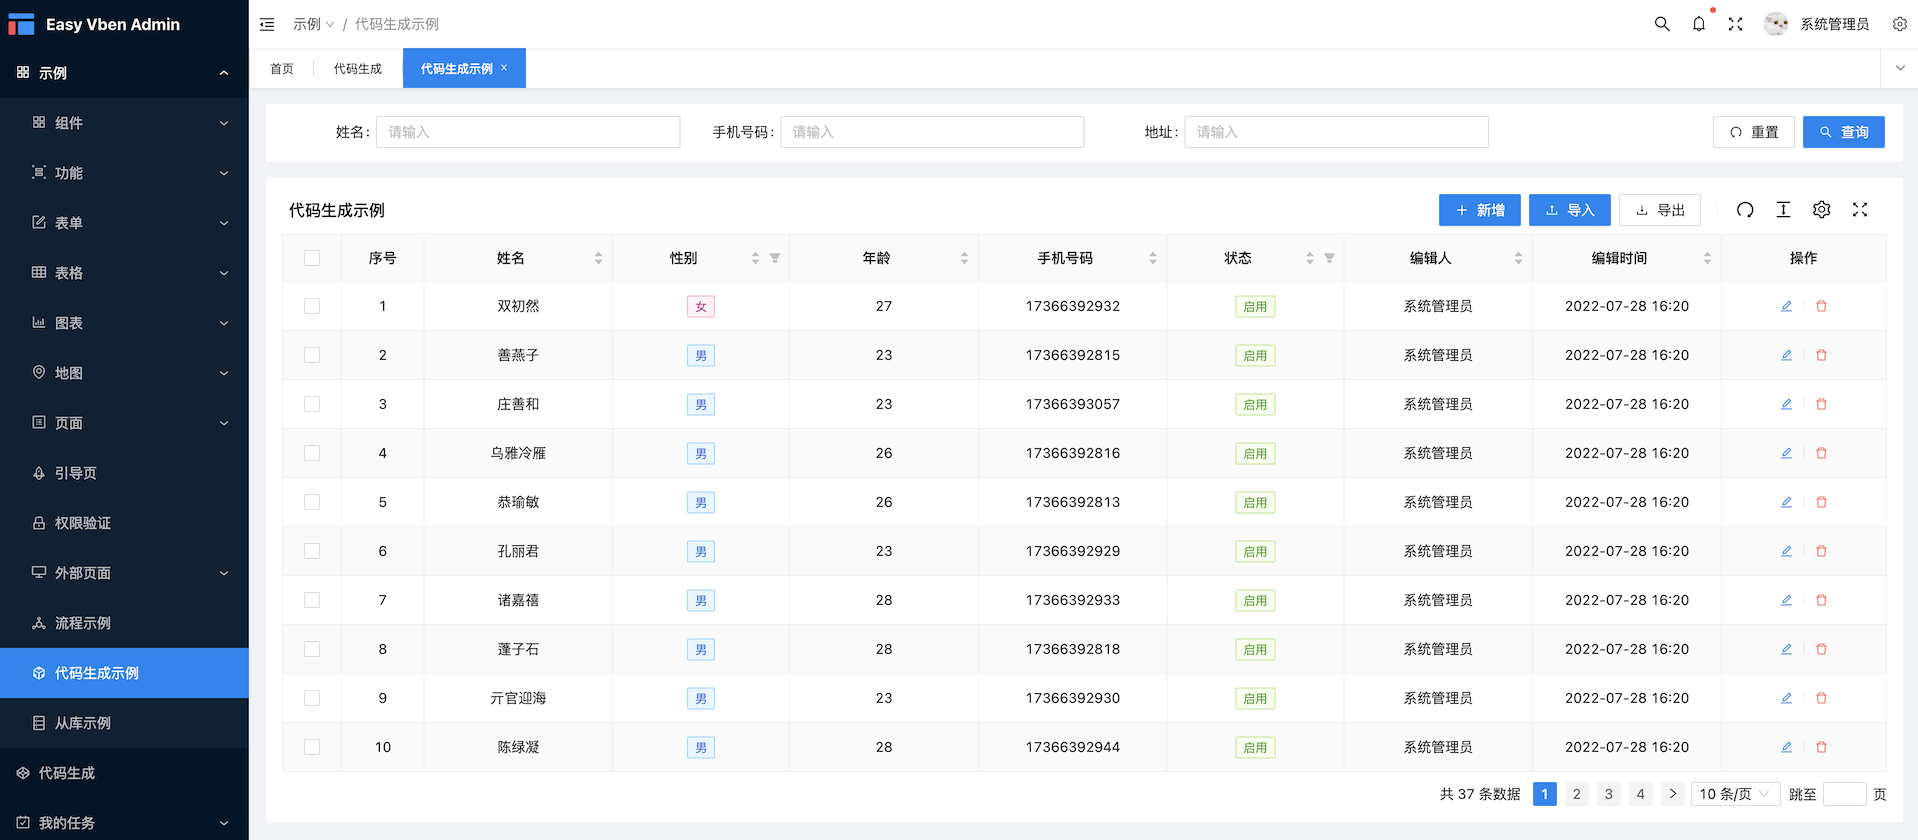 Easy Vben Admin
示例
组件
功能
表单
表格
图表
地图
页面
引导页
权限验证
外部页面
流程示例
代码生成示例
从库示例
代码生成
我的任务
示例 / 代码生成示例
系统管理员
首页 代码生成 代码生成示例 ×
姓名: 请输入 手机号码: 请输入 地址: 请输入 重置 查询
代码生成示例 新增 导入 导出
序号 姓名 性别 年龄 手机号码 状态 编辑人 编辑时间 操作
1 双初然 女 27 17366392932 启用 系统管理员 2022-07-28 16:20
2 善燕子 男 23 17366392815 启用 系统管理员 2022-07-28 16:20
3 庄善和 男 23 17366393057 启用 系统管理员 2022-07-28 16:20
4 乌雅冷雁 男 26 17366392816 启用 系统管理员 2022-07-28 16:20
5 恭瑜敏 男 26 17366392813 启用 系统管理员 2022-07-28 16:20
6 孔丽君 男 23 17366392929 启用 系统管理员 2022-07-28 16:20
7 诸嘉禧 男 28 17366392933 启用 系统管理员 2022-07-28 16:20
8 蓬子石 男 28 17366392818 启用 系统管理员 2022-07-28 16:20
9 亓官迎海 男 23 17366392930 启用 系统管理员 2022-07-28 16:20
10 陈绿凝 男 28 17366392944 启用 系统管理员 2022-07-28 16:20
共 37 条数据 1 2 3 4 > 10 条/页 跳至 页